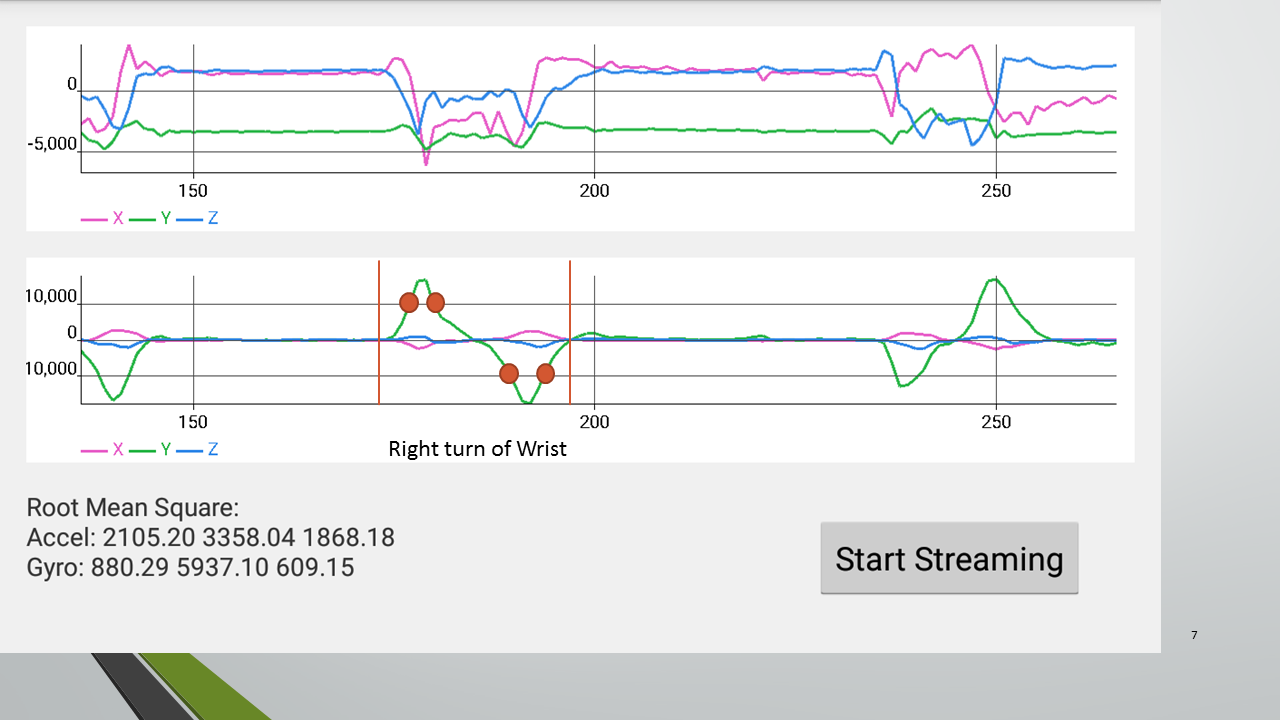 0
-5,000
150 200 250
X Y Z
10,000
0
10,000
150 200 250
X Y Z
Right turn of Wrist
Root Mean Square:
Accel: 2105.20 3358.04 1868.18
Gyro: 880.29 5937.10 609.15
Start Streaming
7